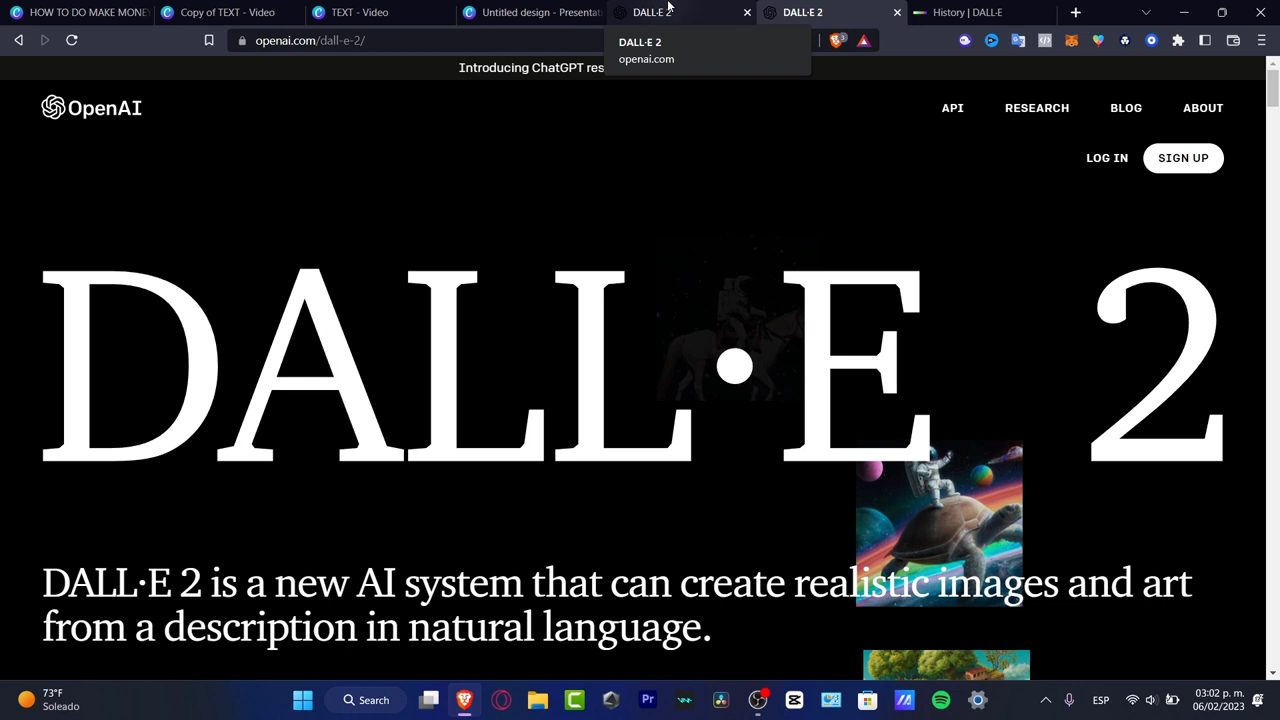 HOW TO DO MAKE MONEY
Copy of TEXT - Video
TEXT - Video
Untitled design - Presentat
DALL·E 2
DALL·E 2
History | DALL·E
openai.com/dall-e-2/
3
DALL·E 2
openai.com
Introducing ChatGPT res
OpenAI
API
RESEARCH
BLOG
ABOUT
LOG IN
SIGN UP
DALL·E 2
DALL·E 2 is a new AI system that can create realistic images and art
from a description in natural language.
73°F
Soleado
Search
Pr
ESP
03:02 p. m.
06/02/2023